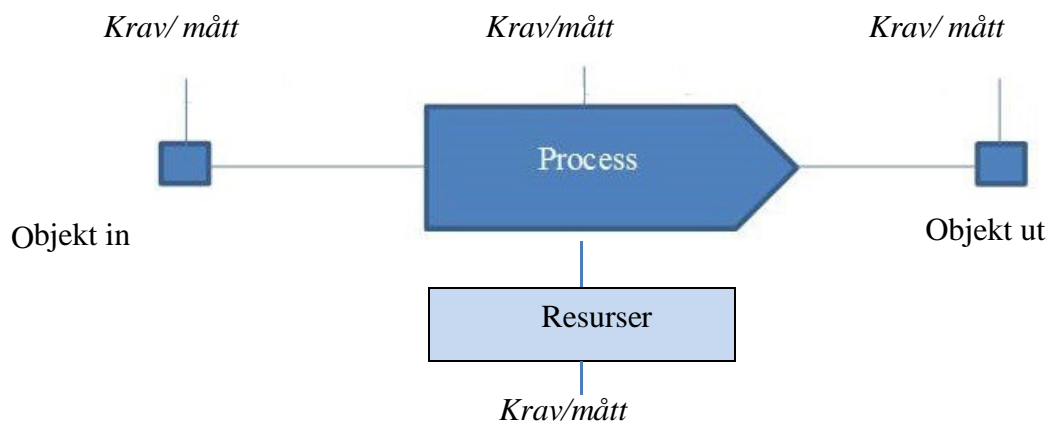 Krav/ mått
Krav/mått
Krav/ mått
Process
Objekt in
Objekt ut
Resurser
Krav/mått